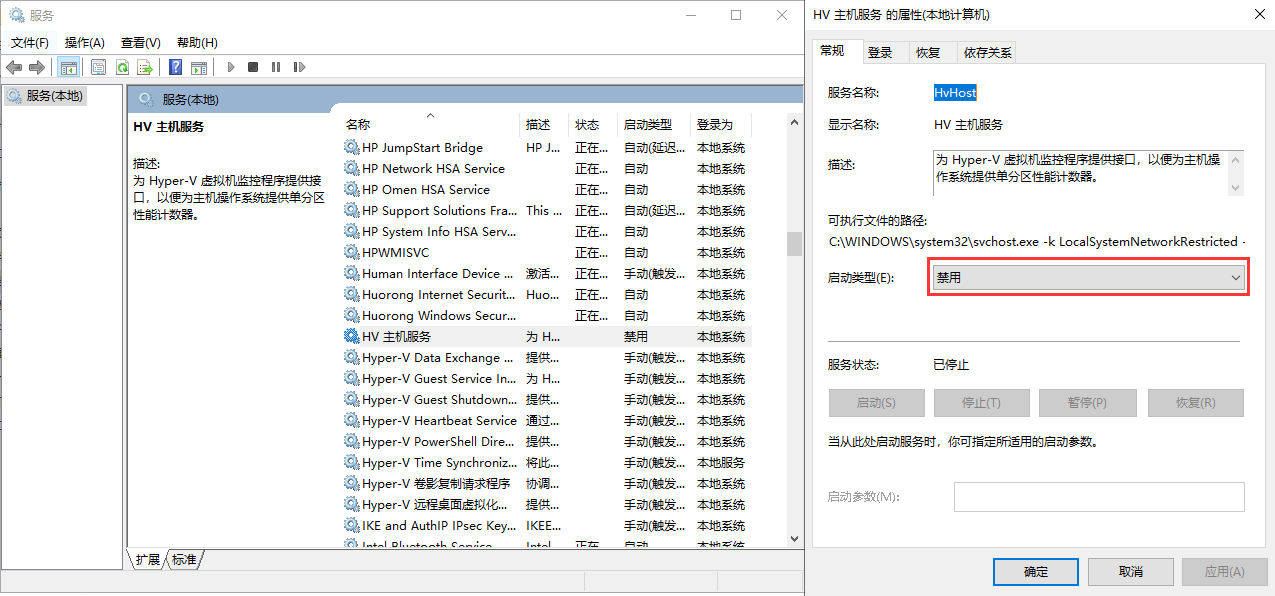 服务
文件(F) 操作(A) 查看(V) 帮助(H)
服务(本地)
服务(本地)
HV 主机服务
描述:
为 Hyper-V 虚拟机监控程序提供接
口，以便为主机操作系统提供单分区
性能计数器。
名称 描述 状态 启动类型 登录为
HP JumpStart Bridge HP J... 正在... 自动(延迟... 本地系统
HP Network HSA Service 正在... 自动 本地系统
HP Omen HSA Service 正在... 自动 本地系统
HP Support Solutions Fra... This ... 正在... 自动(延迟... 本地系统
HP System Info HSA Serv... 正在... 自动 本地系统
HPWMISVC 正在... 自动 本地系统
Human Interface Device ... 激活... 正在... 手动(触发... 本地系统
Huorong Internet Securit... Huo... 正在... 自动 本地系统
Huorong Windows Secur... 正在... 自动 本地系统
HV 主机服务 为 H... 禁用 本地系统
Hyper-V Data Exchange ... 提供... 手动(触发... 本地系统
Hyper-V Guest Service In... 为 H... 手动(触发... 本地系统
Hyper-V Guest Shutdown... 提供... 手动(触发... 本地系统
Hyper-V Heartbeat Service 通过... 手动(触发... 本地系统
Hyper-V PowerShell Dire... 提供... 手动(触发... 本地系统
Hyper-V Time Synchroniz... 将此... 手动(触发... 本地服务
Hyper-V 卷影复制请求程序 协调... 手动(触发... 本地系统
Hyper-V 远程桌面虚拟化... 提供... 手动(触发... 本地系统
IKE and AuthIP IPsec Key... IKEE... 手动(触发... 本地系统
Intel Bluetooth Service Intel 正在... 自动 本地系统
扩展 标准
HV 主机服务 的属性(本地计算机)
常规 登录 恢复 依存关系
服务名称: HvHost
显示名称: HV 主机服务
描述: 为 Hyper-V 虚拟机监控程序提供接口，以便为主机操
作系统提供单分区性能计数器。
可执行文件的路径:
C:\WINDOWS\system32\svchost.exe -k LocalSystemNetworkRestricted -
启动类型(E): 禁用
服务状态: 已停止
启动(S) 停止(T) 暂停(P) 恢复(R)
当从此处启动服务时，你可指定所适用的启动参数。
启动参数(M):
确定 取消 应用(A)